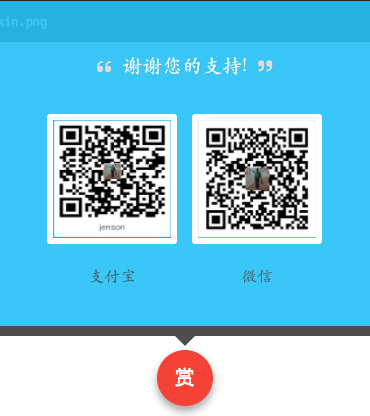 xin.png
“ 谢谢您的支持! ”
jenson
支付宝
微信
赏